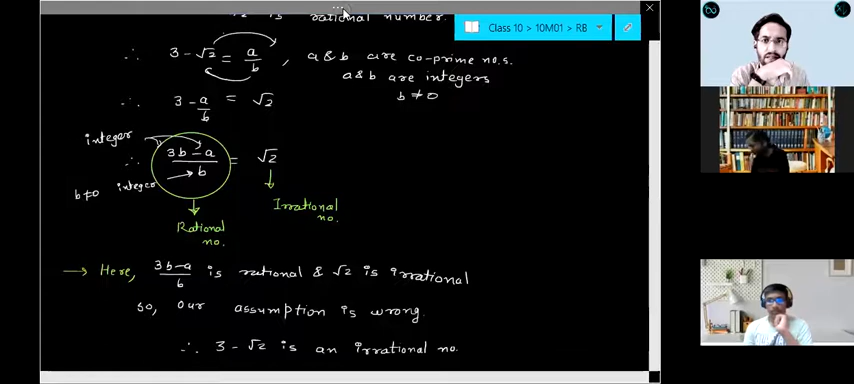 √2 is rational number.
Class 10 > 10M01 > RB
∴ 3 - √2 = a/b , a & b are co-prime no.s.
a & b are integers
b ≠ 0
∴ 3 - a/b = √2
integer
∴ (3b - a)/b = √2
b≠0 integer
Irrational no.
Rational no.
→ Here, (3b-a)/b is rational & √2 is irrational
so, our assumption is wrong.
∴ 3 - √2 is an irrational no.